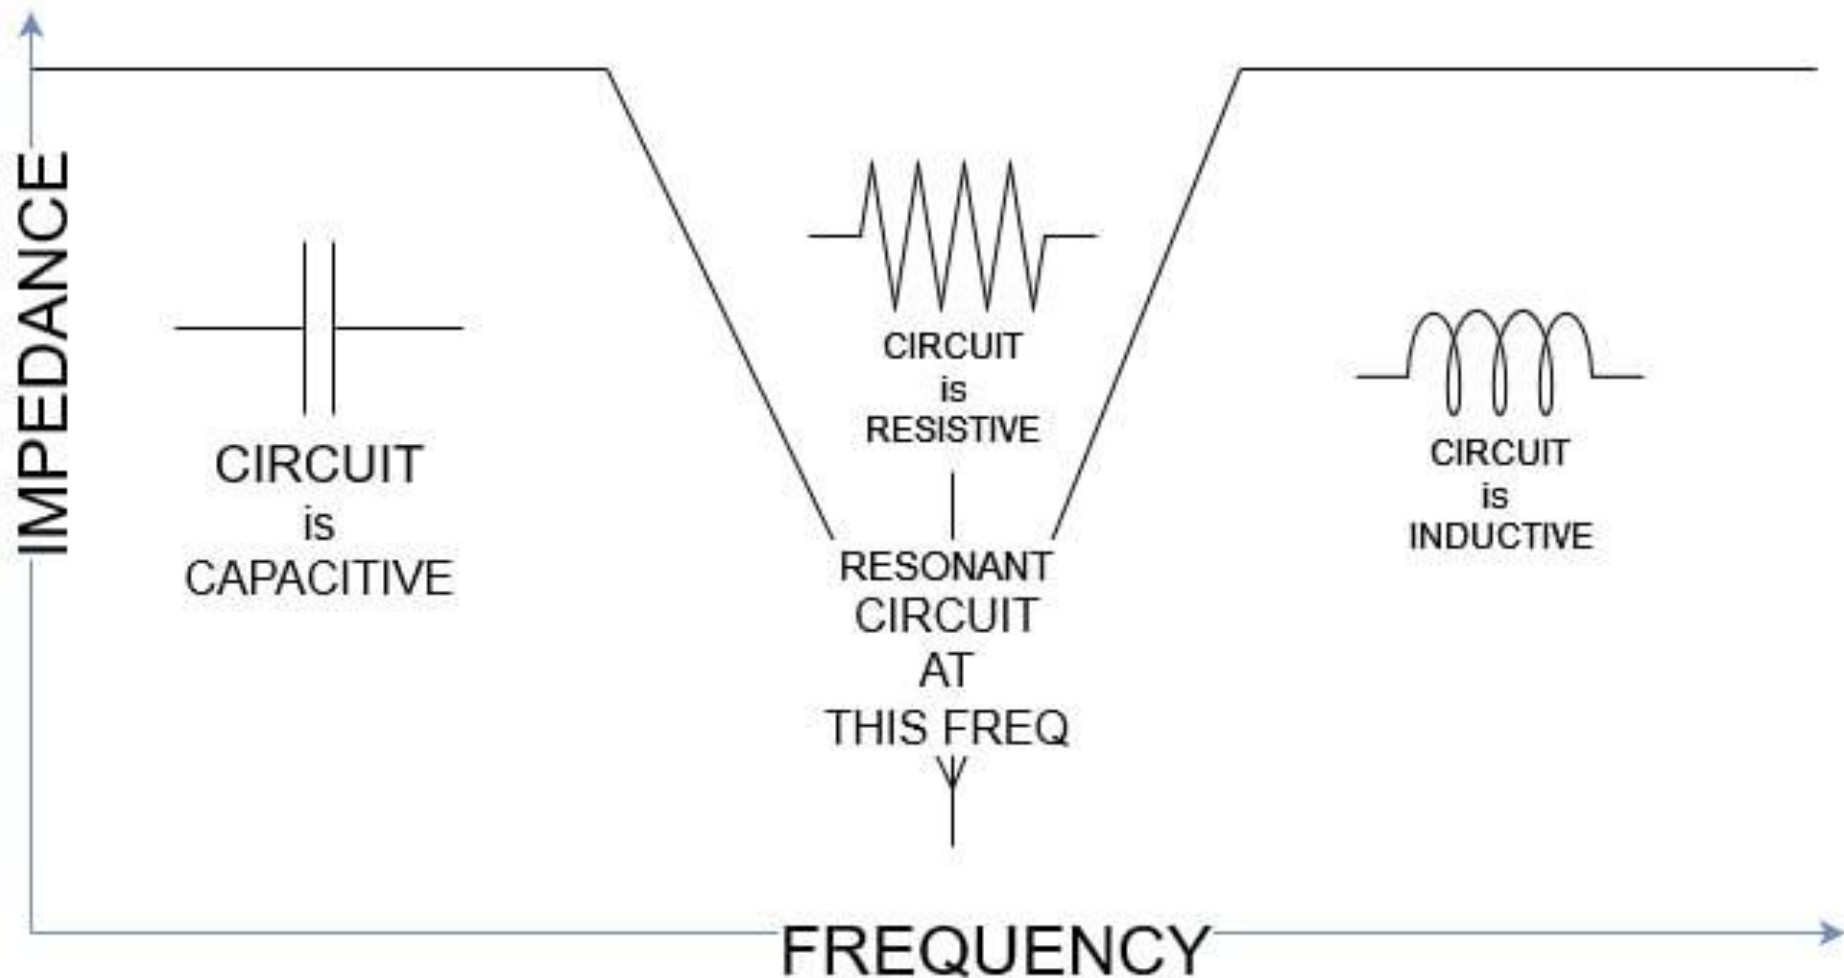 IMPEDANCE
CIRCUIT
is
CAPACITIVE
CIRCUIT
is
RESISTIVE
RESONANT
CIRCUIT
AT
THIS FREQ
CIRCUIT
is
INDUCTIVE
FREQUENCY